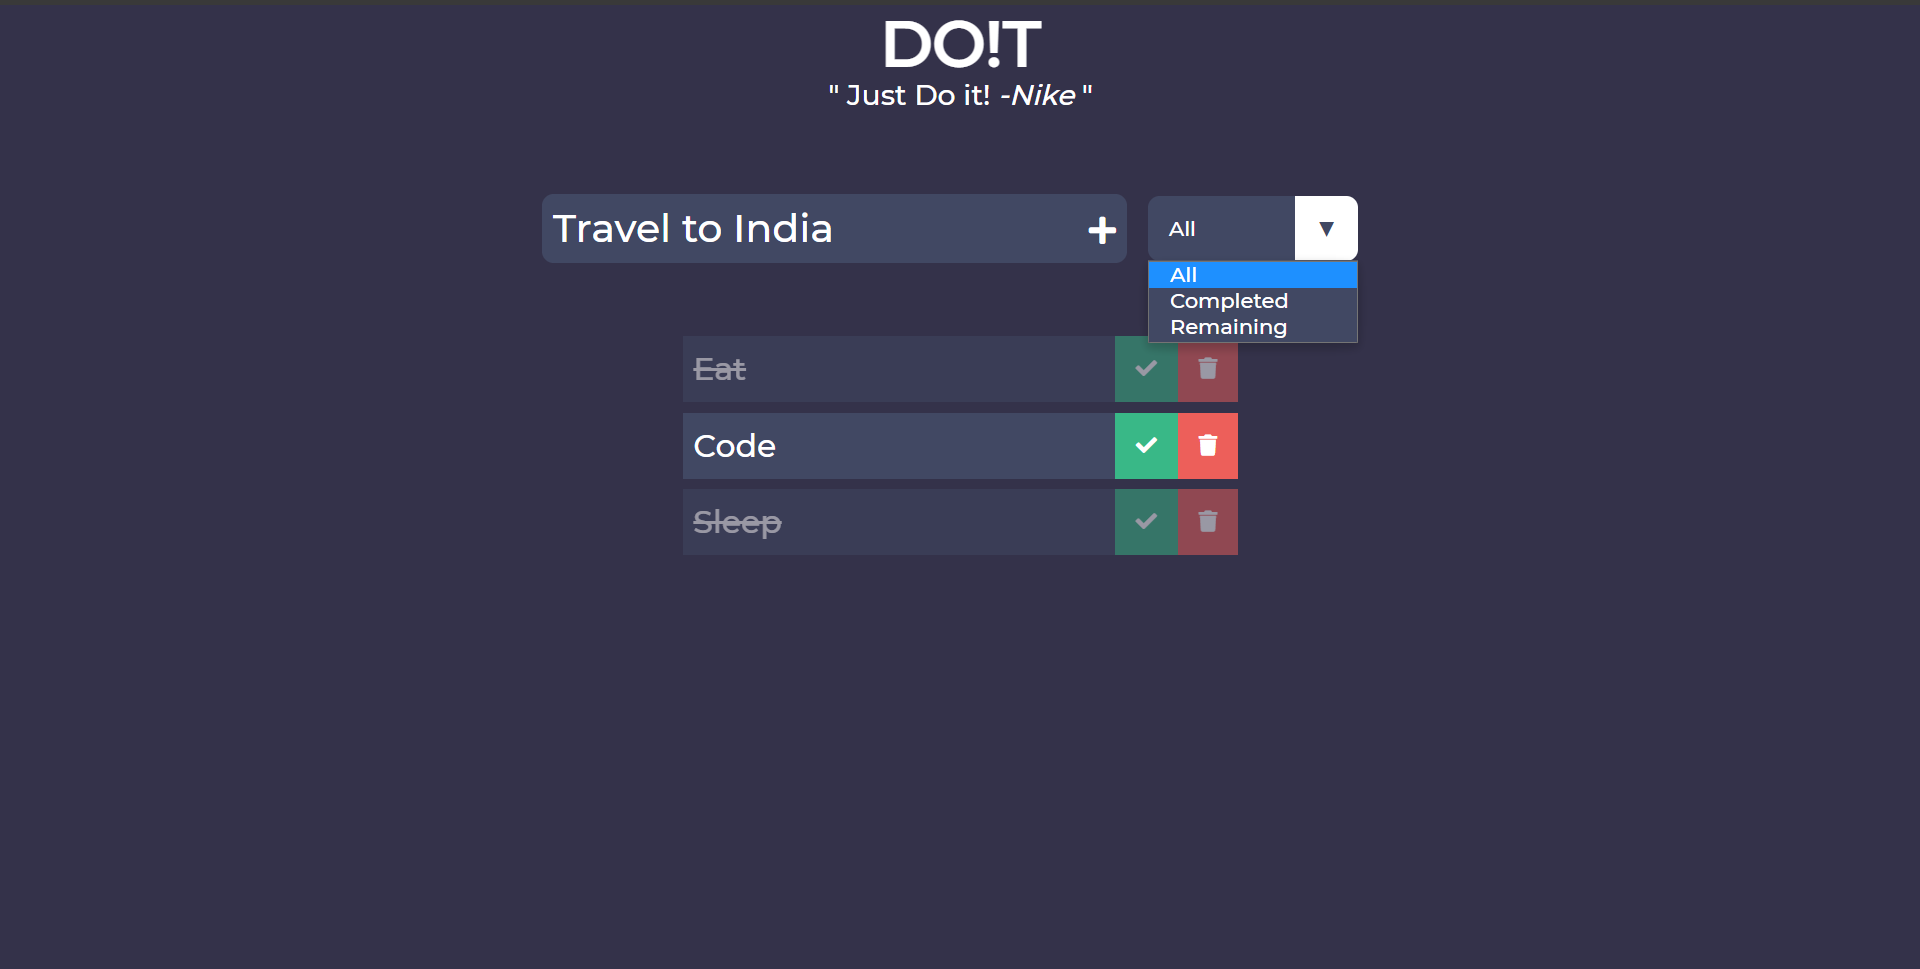 DO!T
" Just Do it! -Nike "
Travel to India
All
All
Completed
Remaining
Eat
Code
Sleep